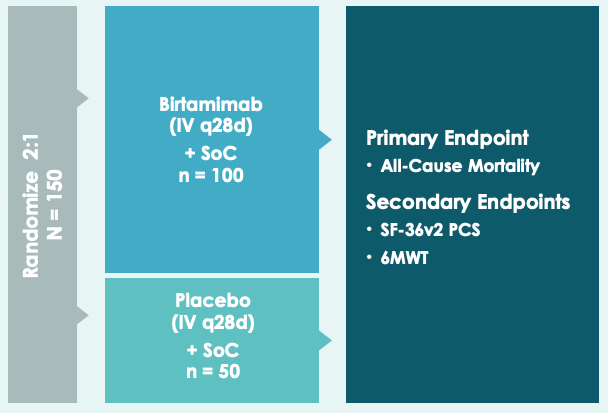 Randomize 2:1
N = 150
Birtamimab
(IV q28d)
+ SoC
n = 100
Placebo
(IV q28d)
+ SoC
n = 50
Primary Endpoint
• All-Cause Mortality
Secondary Endpoints
• SF-36v2 PCS
• 6MWT